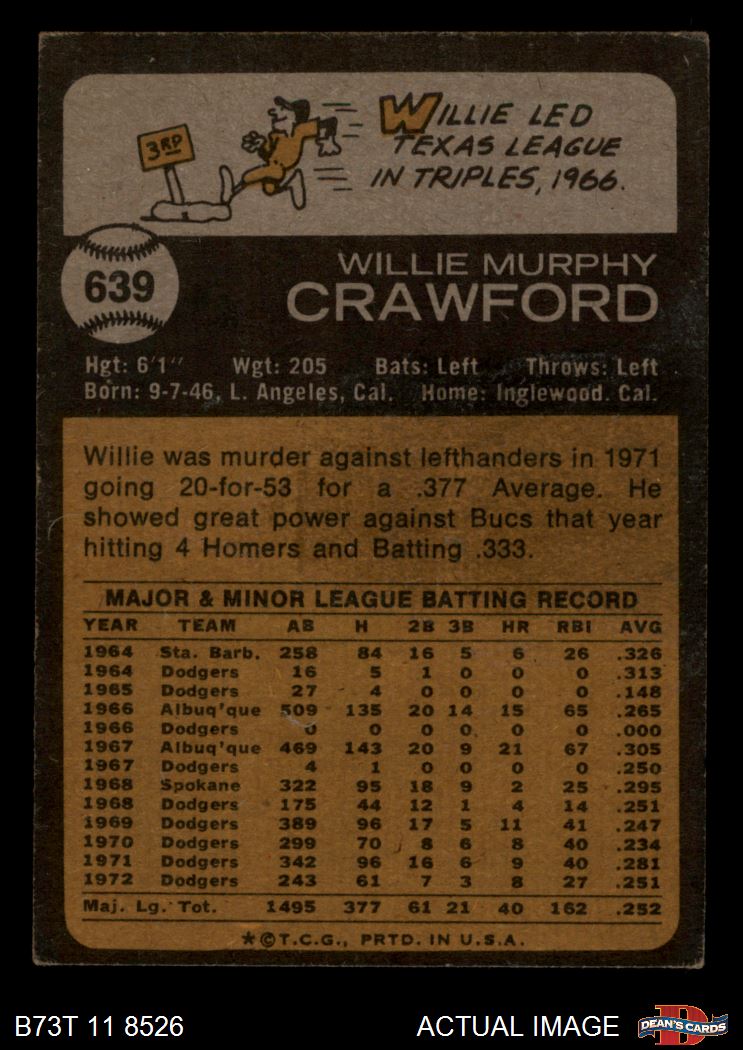 WILLIE LED
TEXAS LEAGUE
IN TRIPLES, 1966.
3RD
639
WILLIE MURPHY
CRAWFORD
Hgt: 6'1" Wgt: 205 Bats: Left Throws: Left
Born: 9-7-46, L. Angeles, Cal. Home: Inglewood. Cal.
Willie was murder against lefthanders in 1971
going 20-for-53 for a .377 Average. He
showed great power against Bucs that year
hitting 4 Homers and Batting .333.
MAJOR & MINOR LEAGUE BATTING RECORD
YEAR TEAM AB H 2B 3B HR RBI AVG
1964 Sta. Barb. 258 84 16 5 6 26 .326
1964 Dodgers 16 5 1 0 0 0 .313
1965 Dodgers 27 4 0 0 0 0 .148
1966 Albuq'que 509 135 20 14 15 65 .265
1966 Dodgers 0 0 0 0 0 0 .000
1967 Albuq'que 469 143 20 9 21 67 .305
1967 Dodgers 4 1 0 0 0 0 .250
1968 Spokane 322 95 18 9 2 25 .295
1968 Dodgers 175 44 12 1 4 14 .251
1969 Dodgers 389 96 17 5 11 41 .247
1970 Dodgers 299 70 8 6 8 40 .234
1971 Dodgers 342 96 16 6 9 40 .281
1972 Dodgers 243 61 7 3 8 27 .251
Maj. Lg. Tot. 1495 377 61 21 40 162 .252
*©T.C.G., PRTD. IN U.S.A.
B73T 11 8526 ACTUAL IMAGE
D
DEAN'S CARDS